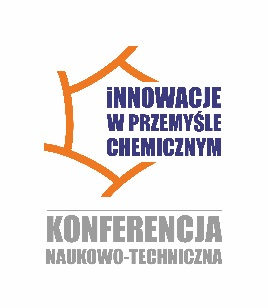 iNNOWACJE
W PRZEMYŚLE
CHEMICZNYM
KONFERENCJA
NAUKOWO-TECHNICZNA